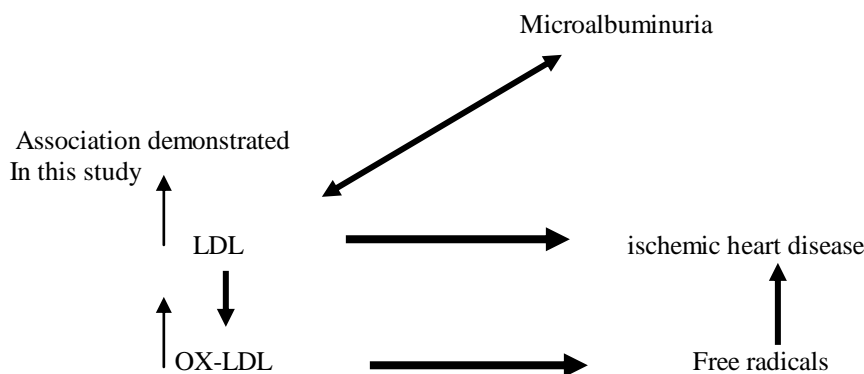 Microalbuminuria
Association demonstrated
In this study
LDL
ischemic heart disease
OX-LDL
Free radicals